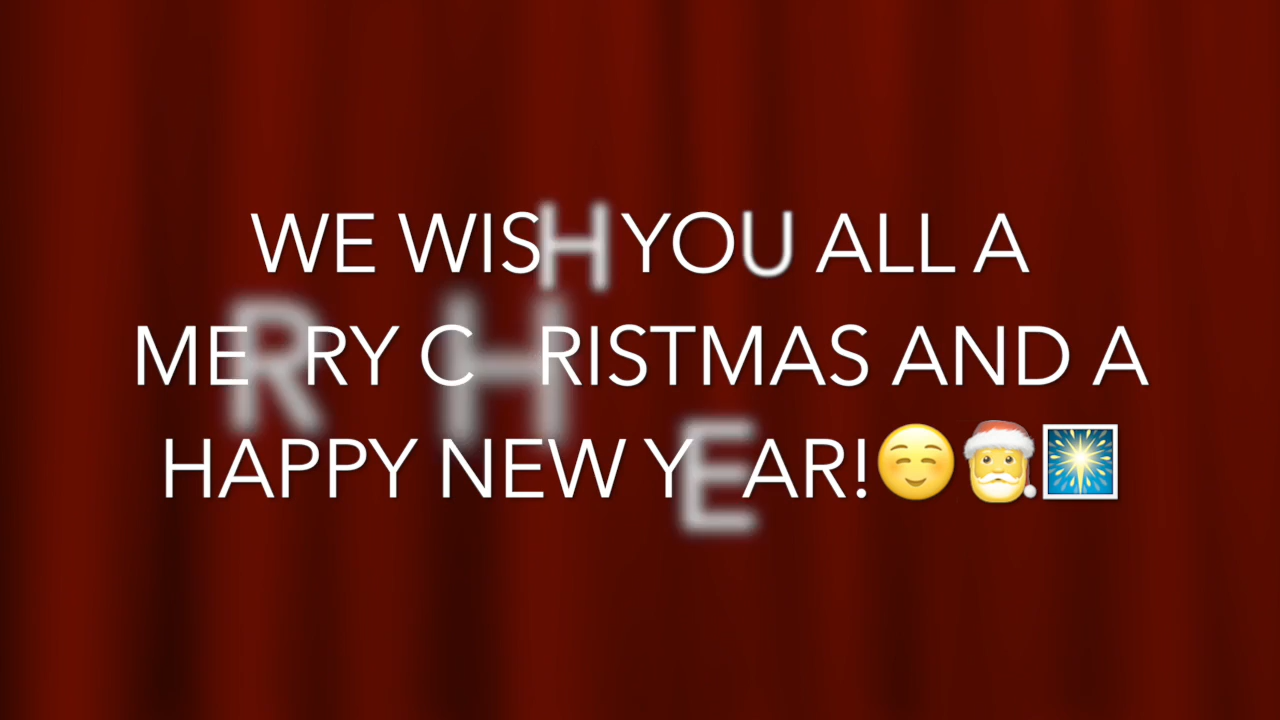 WE WISH YOU ALL A
MERRY CHRISTMAS AND A
HAPPY NEW YEAR!☺️🎅🎆